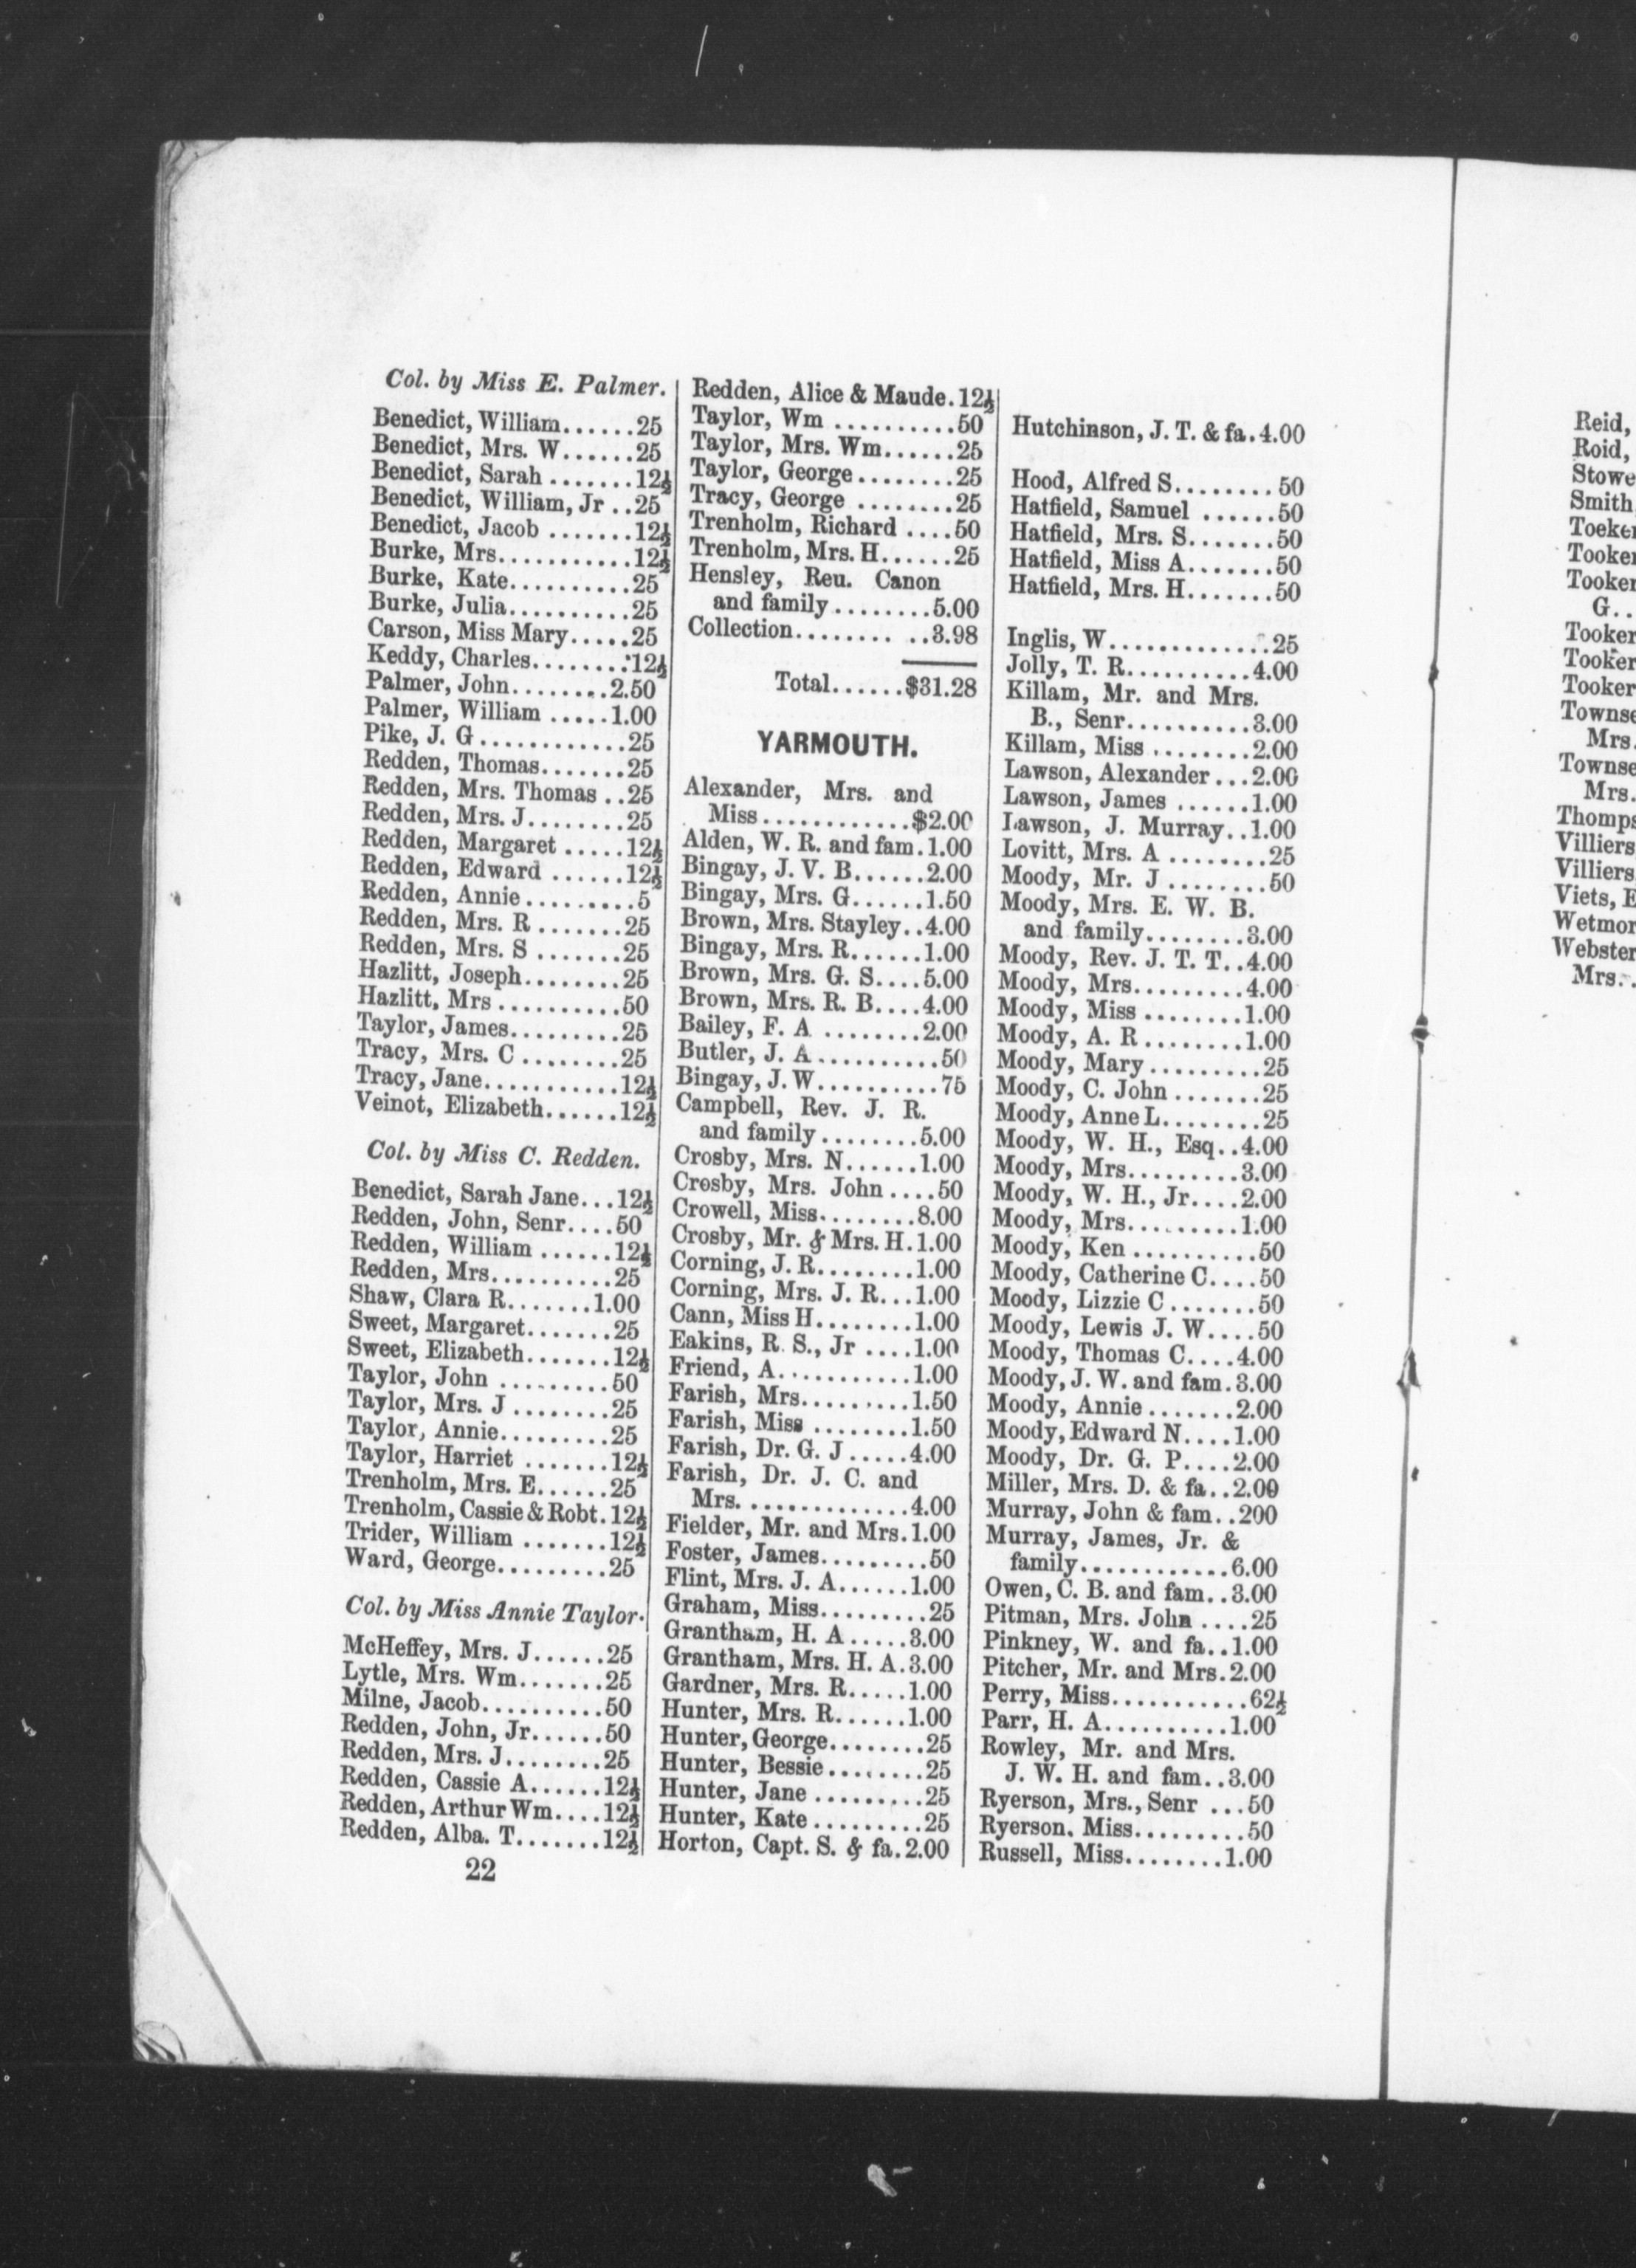 Col. by Miss E. Palmer.
Benedict, William......25
Benedict, Mrs. W......25
Benedict, Sarah .......12½
Benedict, William, Jr ..25
Benedict, Jacob .......12½
Burke, Mrs...........12½
Burke, Kate..........25
Burke, Julia..........25
Carson, Miss Mary.....25
Keddy, Charles........12½
Palmer, John........2.50
Palmer, William .....1.00
Pike, J. G ............25
Redden, Thomas.......25
Redden, Mrs. Thomas ..25
Redden, Mrs. J........25
Redden, Margaret .....12½
Redden, Edward ......12½
Redden, Annie.........5
Redden, Mrs. R .......25
Redden, Mrs. S .......25
Hazlitt, Joseph........25
Hazlitt, Mrs ..........50
Taylor, James.........25
Tracy, Mrs. C ........25
Tracy, Jane...........12½
Veinot, Elizabeth......12½
Col. by Miss C. Redden.
Benedict, Sarah Jane...12½
Redden, John, Senr....50
Redden, William ......12½
Redden, Mrs..........25
Shaw, Clara R.......1.00
Sweet, Margaret.......25
Sweet, Elizabeth.......12½
Taylor, John .........50
Taylor, Mrs. J ........25
Taylor, Annie.........25
Taylor, Harriet .......12½
Trenholm, Mrs. E......25
Trenholm, Cassie & Robt.12½
Trider, William .......12½
Ward, George.........25
Col. by Miss Annie Taylor.
McHeffey, Mrs. J......25
Lytle, Mrs. Wm.......25
Milne, Jacob..........50
Redden, John, Jr......50
Redden, Mrs. J........25
Redden, Cassie A......12½
Redden, Arthur Wm....12½
Redden, Alba. T.......12½
22
Redden, Alice & Maude.12½
Taylor, Wm ..........50
Taylor, Mrs. Wm......25
Taylor, George........25
Tracy, George ........25
Trenholm, Richard ....50
Trenholm, Mrs. H......25
Hensley, Reu. Canon
and family........5.00
Collection........ ..3.98
Total......$31.28
YARMOUTH.
Alexander, Mrs. and
Miss............$2.00
Alden, W. R. and fam.1.00
Bingay, J. V. B......2.00
Bingay, Mrs. G......1.50
Brown, Mrs. Stayley..4.00
Bingay, Mrs. R......1.00
Brown, Mrs. G. S....5.00
Brown, Mrs. R. B....4.00
Bailey, F. A ........2.00
Butler, J. A..........50
Bingay, J. W..........75
Campbell, Rev. J. R.
and family........5.00
Crosby, Mrs. N......1.00
Crosby, Mrs. John ....50
Crowell, Miss........8.00
Crosby, Mr. & Mrs. H.1.00
Corning, J. R........1.00
Corning, Mrs. J. R...1.00
Cann, Miss H........1.00
Eakins, R. S., Jr ....1.00
Friend, A...........1.00
Farish, Mrs.........1.50
Farish, Miss ........1.50
Farish, Dr. G. J .....4.00
Farish, Dr. J. C. and
Mrs. ..............4.00
Fielder, Mr. and Mrs.1.00
Foster, James.........50
Flint, Mrs. J. A......1.00
Graham, Miss.........25
Grantham, H. A .....3.00
Grantham, Mrs. H. A.3.00
Gardner, Mrs. R.....1.00
Hunter, Mrs. R......1.00
Hunter, George........25
Hunter, Bessie........25
Hunter, Jane .........25
Hunter, Kate .........25
Horton, Capt. S. & fa.2.00
Hutchinson, J. T. & fa.4.00
Hood, Alfred S........50
Hatfield, Samuel ......50
Hatfield, Mrs. S.......50
Hatfield, Miss A.......50
Hatfield, Mrs. H.......50
Inglis, W.............25
Jolly, T. R..........4.00
Killam, Mr. and Mrs.
B., Senr..........3.00
Killam, Miss ........2.00
Lawson, Alexander ...2.00
Lawson, James ......1.00
Lawson, J. Murray..1.00
Lovitt, Mrs. A ........25
Moody, Mr. J ........50
Moody, Mrs. E. W. B.
and family........3.00
Moody, Rev. J. T. T..4.00
Moody, Mrs.........4.00
Moody, Miss ........1.00
Moody, A. R ........1.00
Moody, Mary.........25
Moody, C. John .......25
Moody, Anne L........25
Moody, W. H., Esq..4.00
Moody, Mrs.........3.00
Moody, W. H., Jr....2.00
Moody, Mrs.........1.00
Moody, Ken ..........50
Moody, Catherine C....50
Moody, Lizzie C .......50
Moody, Lewis J. W....50
Moody, Thomas C....4.00
Moody, J. W. and fam.3.00
Moody, Annie .......2.00
Moody, Edward N....1.00
Moody, Dr. G. P....2.00
Miller, Mrs. D. & fa..2.00
Murray, John & fam..200
Murray, James, Jr. &
family............6.00
Owen, C. B. and fam..3.00
Pitman, Mrs. John ....25
Pinkney, W. and fa..1.00
Pitcher, Mr. and Mrs.2.00
Perry, Miss...........62½
Parr, H. A..........1.00
Rowley, Mr. and Mrs.
J. W. H. and fam..3.00
Ryerson, Mrs., Senr ...50
Ryerson, Miss.........50
Russell, Miss........1.00
Reid,
Roid,
Stowe
Smith
Toeker
Tooker
Tooker
G..
Tooker
Tooker
Tooker
Townse
Mrs.
Townse
Mrs.
Thomps
Villiers
Villiers
Viets, E
Wetmor
Webster
Mrs..